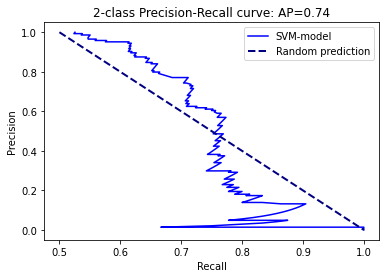 2-class Precision-Recall curve: AP=0.74
SVM-model
Random prediction
Precision
1.0
0.8
0.6
0.4
0.2
0.0
0.5 0.6 0.7 0.8 0.9 1.0
Recall